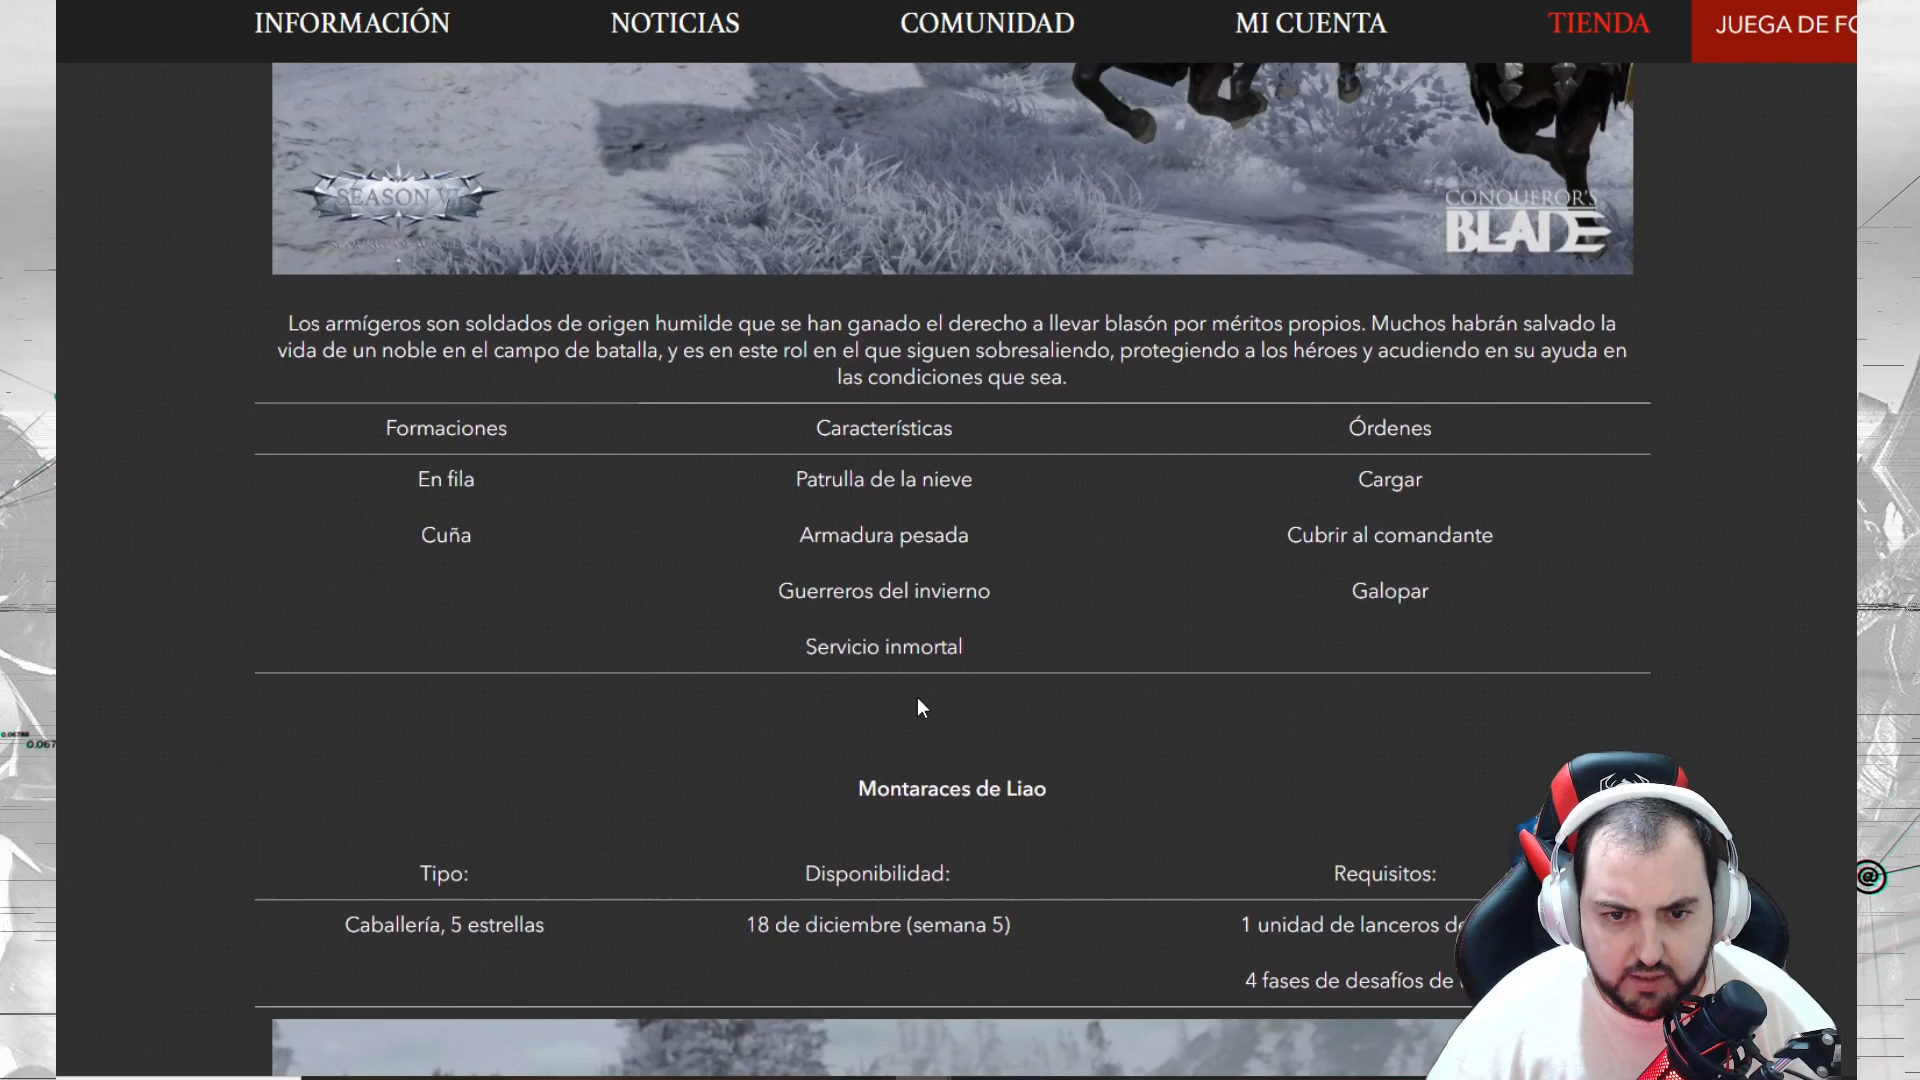 INFORMACIÓN NOTICIAS COMUNIDAD MI CUENTA TIENDA JUEGA DE FO
SEASON VI
CONQUEROR'S
BLADE
Los armígeros son soldados de origen humilde que se han ganado el derecho a llevar blasón por méritos propios. Muchos habrán salvado la
vida de un noble en el campo de batalla, y es en este rol en el que siguen sobresaliendo, protegiendo a los héroes y acudiendo en su ayuda en
las condiciones que sea.
Formaciones Características Órdenes
En fila Patrulla de la nieve Cargar
Cuña Armadura pesada Cubrir al comandante
Guerreros del invierno Galopar
Servicio inmortal
0.067
Montaraces de Liao
Tipo: Disponibilidad: Requisitos:
@
Caballería, 5 estrellas 18 de diciembre (semana 5) 1 unidad de lanceros de
4 fases de desafíos de